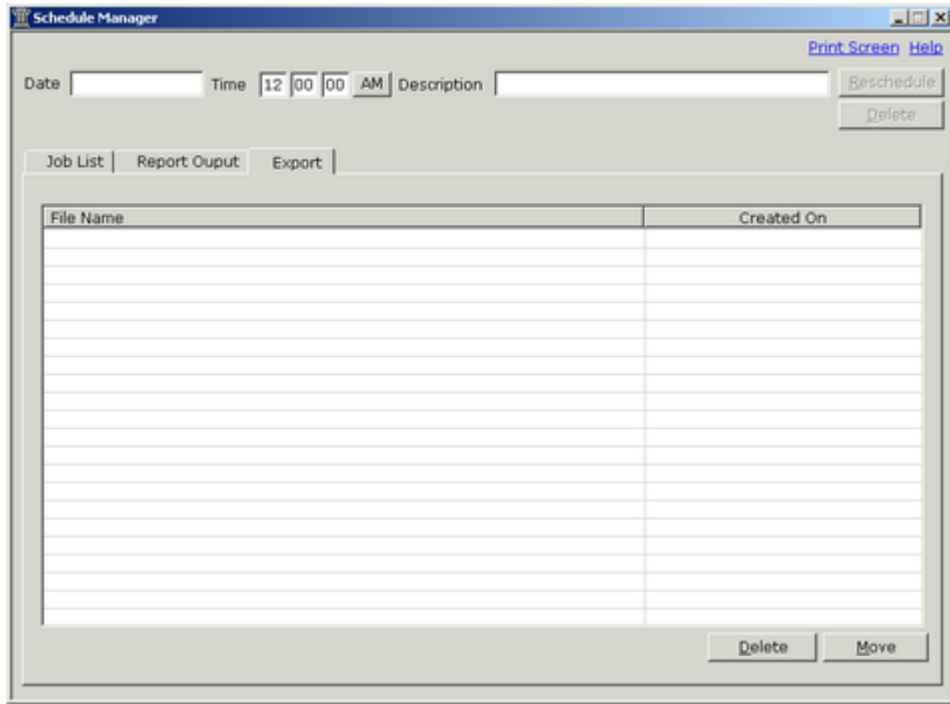 Schedule Manager
Print Screen Help
Date Time 12 00 00 AM Description Reschedule
Delete
Job List Report Ouput Export
File Name Created On
Delete Move